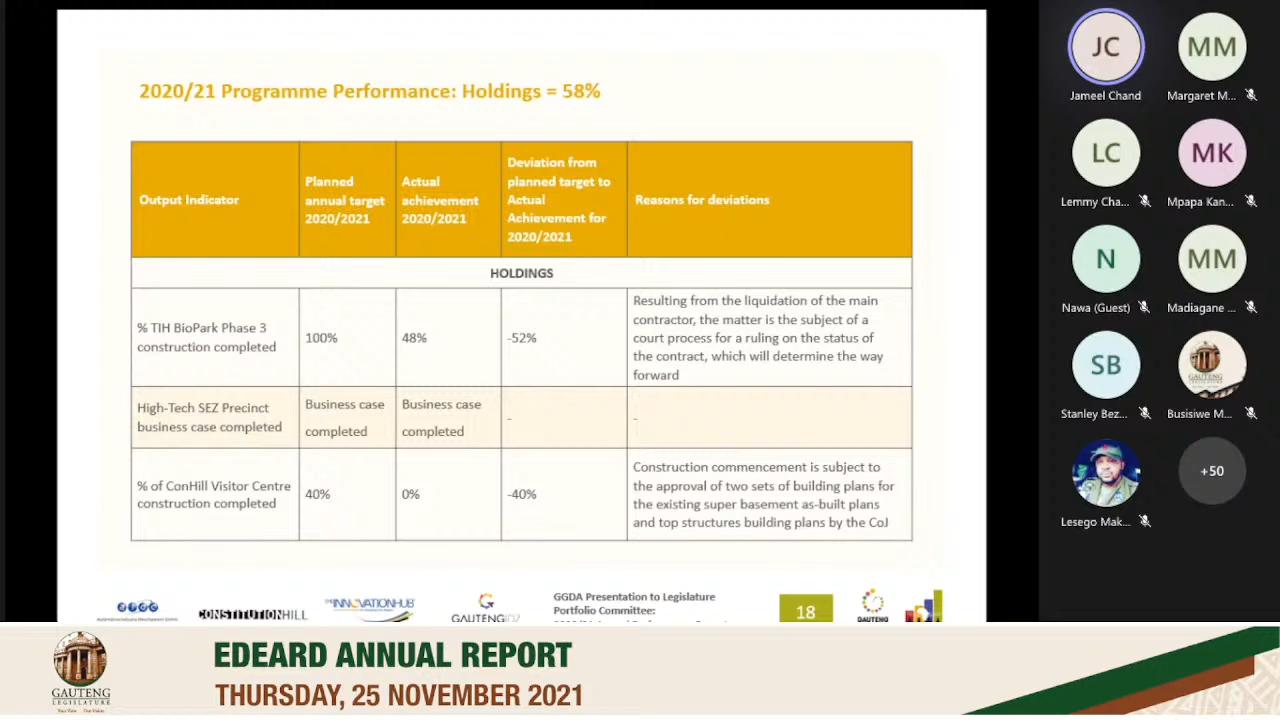 2020/21 Programme Performance: Holdings = 58%
Output Indicator
Planned
annual target
2020/2021
Actual
achievement
2020/2021
Deviation from
planned target to
Actual
Achievement for
2020/2021
Reasons for deviations
HOLDINGS
% TIH BioPark Phase 3
construction completed
100%
48%
-52%
Resulting from the liquidation of the main
contractor, the matter is the subject of a
court process for a ruling on the status of
the contract, which will determine the way
forward
High-Tech SEZ Precinct
business case completed
Business case
completed
Business case
completed
-
-
% of ConHill Visitor Centre
construction completed
40%
0%
-40%
Construction commencement is subject to
the approval of two sets of building plans for
the existing super basement as-built plans
and top structures building plans by the CoJ
CONSTITUTIONHILL
THEINNOVATIONHUB
GAUTENGIDZ
GGDA Presentation to Legislature
Portfolio Committee:
18
GAUTENG
JC
Jameel Chand
MM
Margaret M...
LC
Lemmy Cha...
MK
Mpapa Kan...
N
Nawa (Guest)
MM
Madiagane ...
SB
Stanley Bez...
Busisiwe M...
Lesego Mak...
+50
GAUTENG
LEGISLATURE
Your View Our Vision
EDEARD ANNUAL REPORT
THURSDAY, 25 NOVEMBER 2021